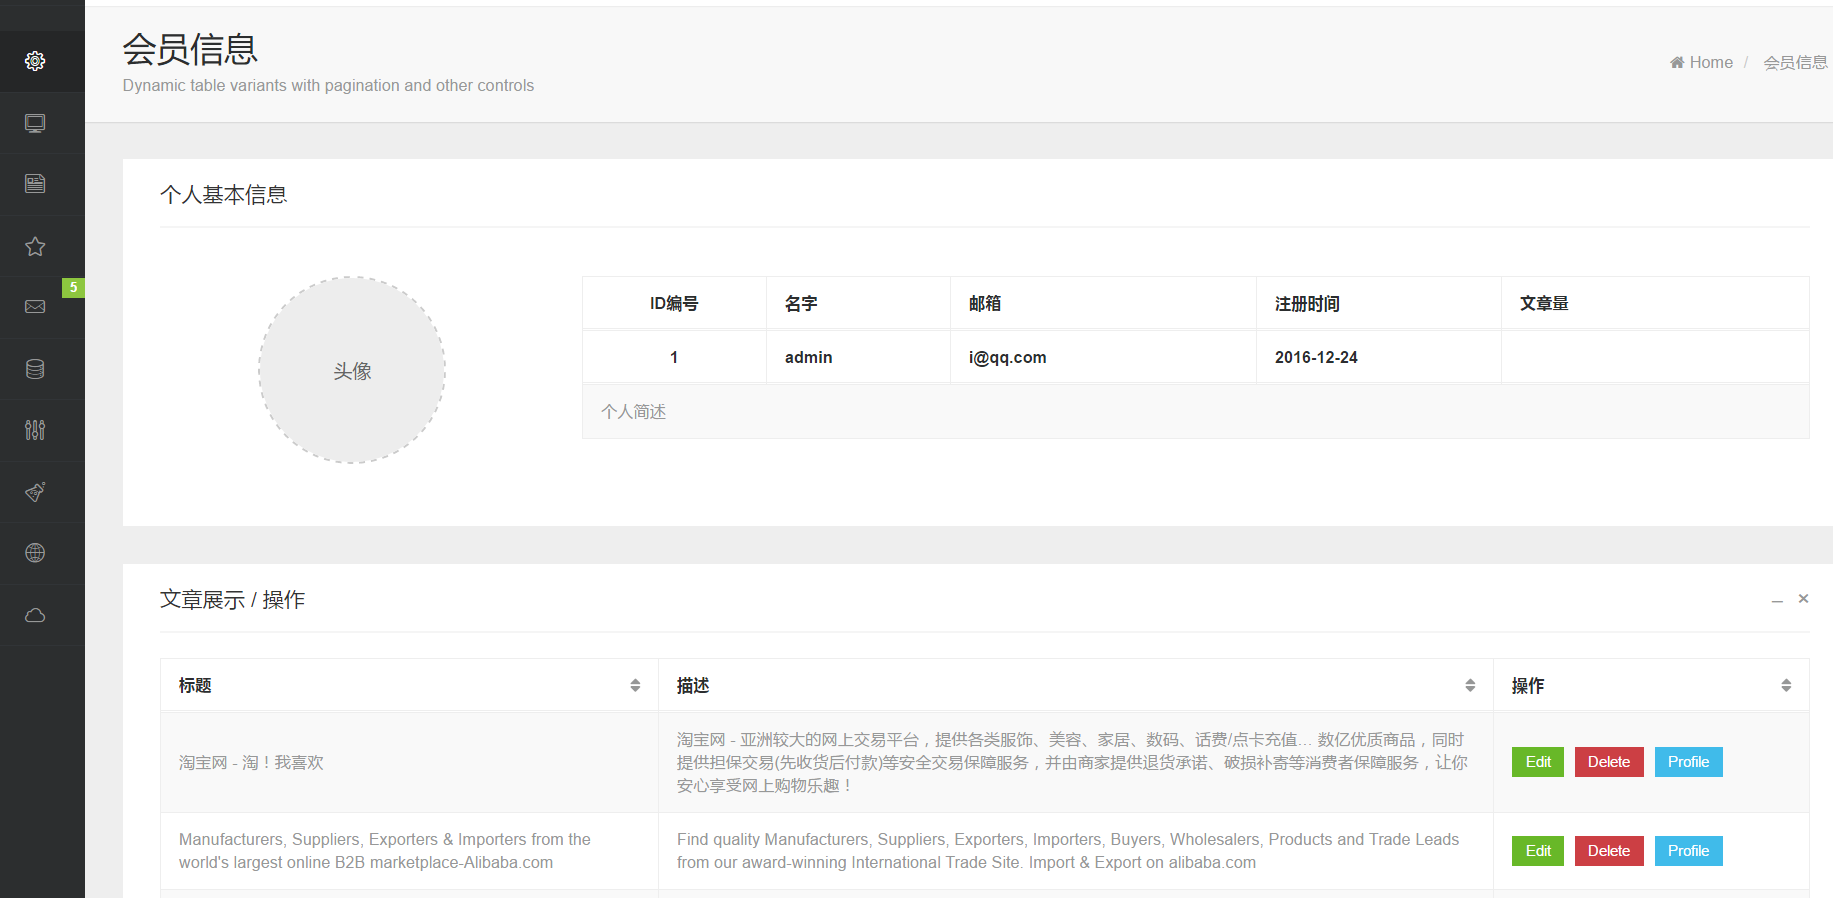 会员信息
Dynamic table variants with pagination and other controls
Home / 会员信息
5
个人基本信息
头像
ID编号 名字 邮箱 注册时间 文章量
1 admin i@qq.com 2016-12-24
个人简述
文章展示 / 操作
标题 描述 操作
淘宝网 - 淘！我喜欢
淘宝网 - 亚洲较大的网上交易平台，提供各类服饰、美容、家居、数码、话费/点卡充值... 数亿优质商品，同时
提供担保交易(先收货后付款)等安全交易保障服务，并由商家提供退货承诺、破损补寄等消费者保障服务，让你
安心享受网上购物乐趣！
Edit Delete Profile
Manufacturers, Suppliers, Exporters & Importers from the
world's largest online B2B marketplace-Alibaba.com
Find quality Manufacturers, Suppliers, Exporters, Importers, Buyers, Wholesalers, Products and Trade Leads
from our award-winning International Trade Site. Import & Export on alibaba.com
Edit Delete Profile